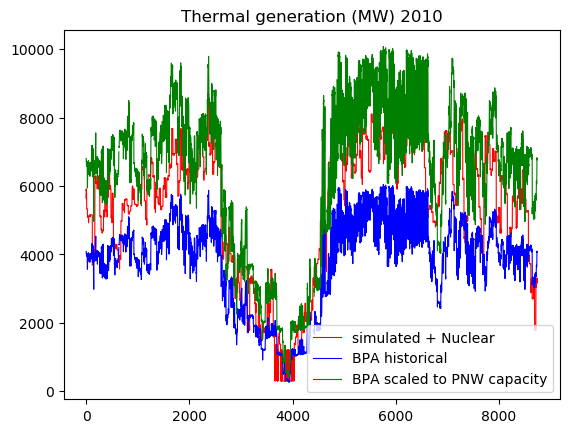 Thermal generation (MW) 2010
10000
8000
6000
4000
2000
0
simulated + Nuclear
BPA historical
BPA scaled to PNW capacity
0 2000 4000 6000 8000